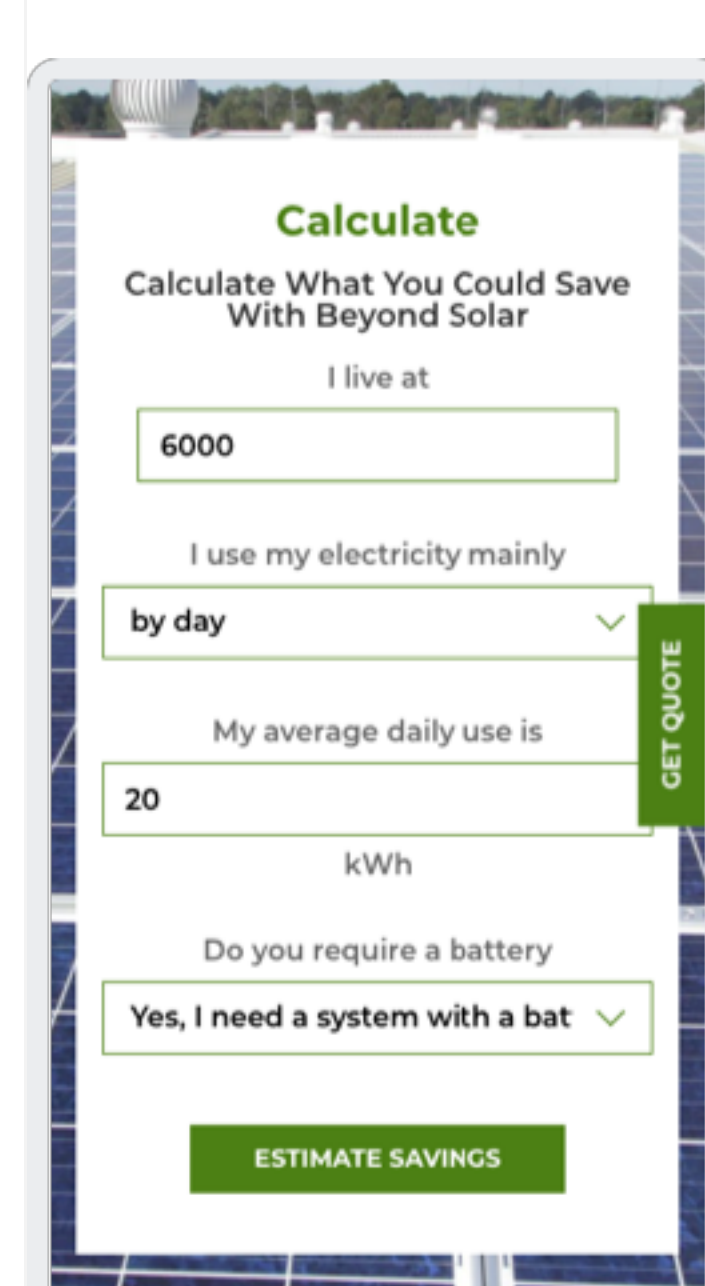 Calculate
Calculate What You Could Save
With Beyond Solar
I live at
6000
I use my electricity mainly
by day
GET QUOTE
My average daily use is
20
kWh
Do you require a battery
Yes, I need a system with a bat
ESTIMATE SAVINGS